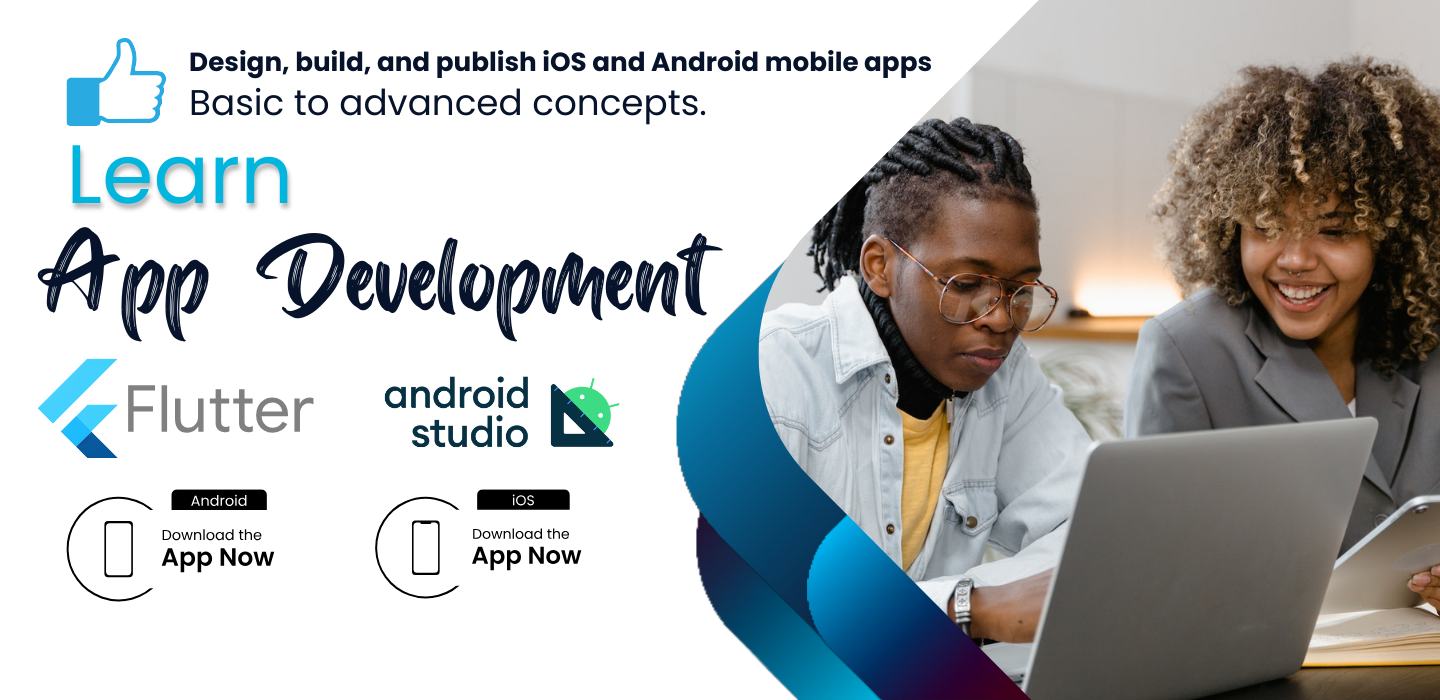 Design, build, and publish iOS and Android mobile apps
Basic to advanced concepts.
Learn
App Development
Flutter
android
studio
Android
Download the
App Now
iOS
Download the
App Now